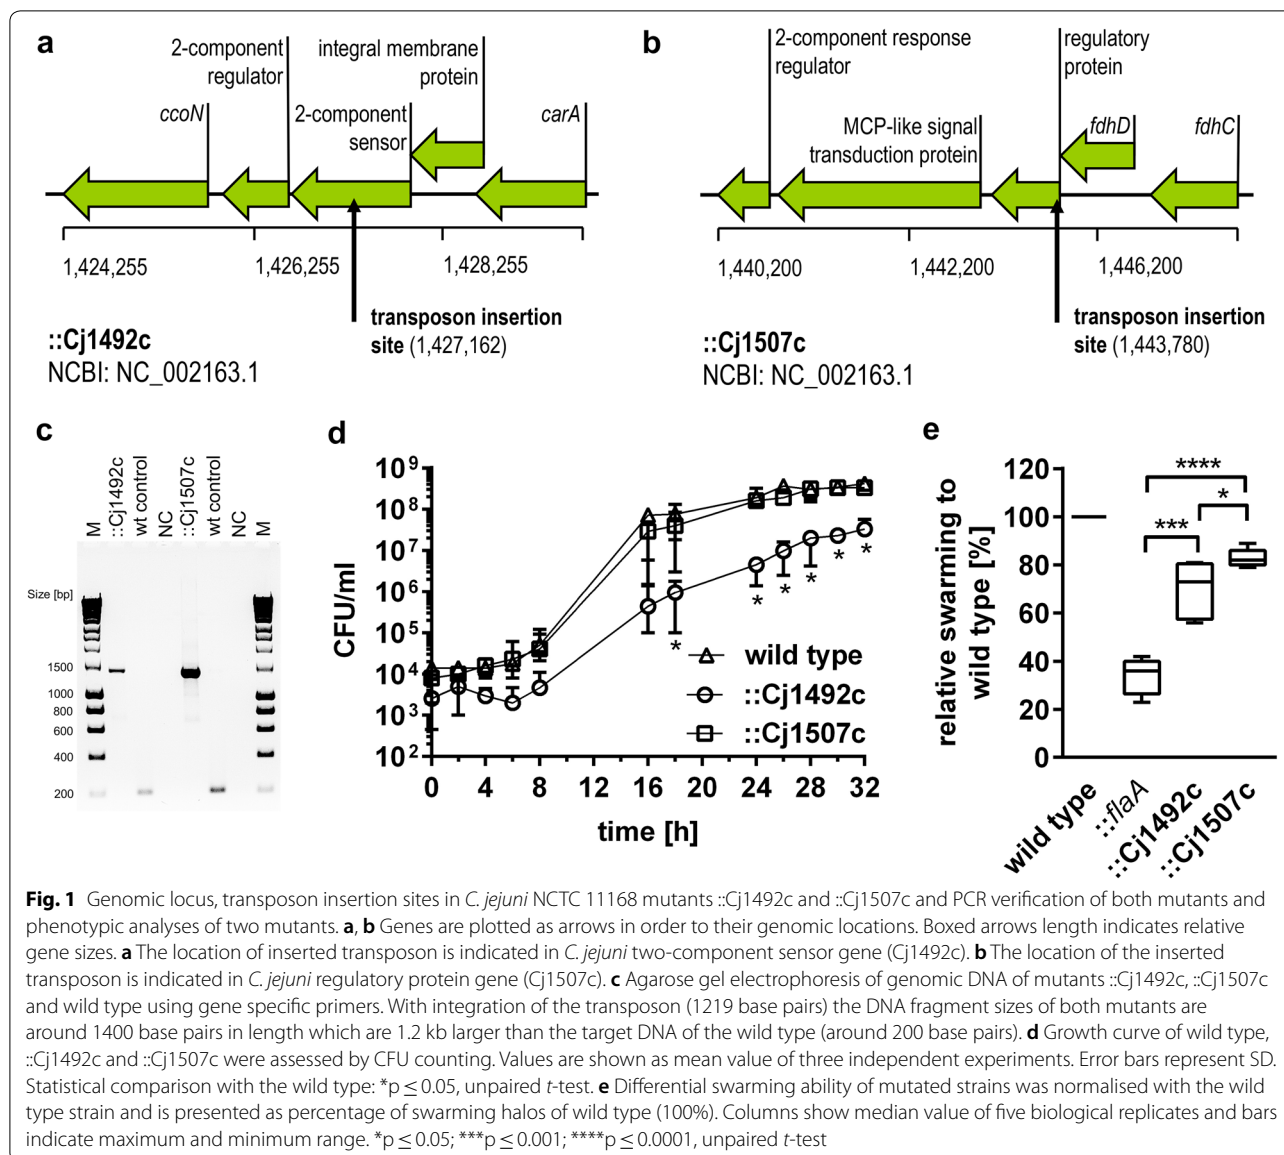 a
2-component
regulator
integral membrane
protein
ccoN
2-component
sensor
carA
1,424,255
1,426,255
1,428,255
transposon insertion
site (1,427,162)
::Cj1492c
NCBI: NC_002163.1
b
2-component response
regulator
regulatory
protein
MCP-like signal
transduction protein
fdhD
fdhC
1,440,200
1,442,200
1,446,200
transposon insertion
site (1,443,780)
::Cj1507c
NCBI: NC_002163.1
c
M
::Cj1492c
wt control
NC
::Cj1507c
wt control
NC
M
Size [bp]
1500
1000
800
600
400
200
d
CFU/ml
10^9
10^8
10^7
10^6
10^5
10^4
10^3
10^2
* * * * * *
wild type
::Cj1492c
::Cj1507c
0 4 8 12 16 20 24 28 32
time [h]
e
relative swarming to
wild type [%]
120
100
80
60
40
20
0
****
*
***
wild type
::flaA
::Cj1492c
::Cj1507c
Fig. 1 Genomic locus, transposon insertion sites in C. jejuni NCTC 11168 mutants ::Cj1492c and ::Cj1507c and PCR verification of both mutants and
phenotypic analyses of two mutants. a, b Genes are plotted as arrows in order to their genomic locations. Boxed arrows length indicates relative
gene sizes. a The location of inserted transposon is indicated in C. jejuni two-component sensor gene (Cj1492c). b The location of the inserted
transposon is indicated in C. jejuni regulatory protein gene (Cj1507c). c Agarose gel electrophoresis of genomic DNA of mutants ::Cj1492c, ::Cj1507c
and wild type using gene specific primers. With integration of the transposon (1219 base pairs) the DNA fragment sizes of both mutants are
around 1400 base pairs in length which are 1.2 kb larger than the target DNA of the wild type (around 200 base pairs). d Growth curve of wild type,
::Cj1492c and ::Cj1507c were assessed by CFU counting. Values are shown as mean value of three independent experiments. Error bars represent SD.
Statistical comparison with the wild type: *p ≤ 0.05, unpaired t-test. e Differential swarming ability of mutated strains was normalised with the wild
type strain and is presented as percentage of swarming halos of wild type (100%). Columns show median value of five biological replicates and bars
indicate maximum and minimum range. *p ≤ 0.05; ***p ≤ 0.001; ****p ≤ 0.0001, unpaired t-test